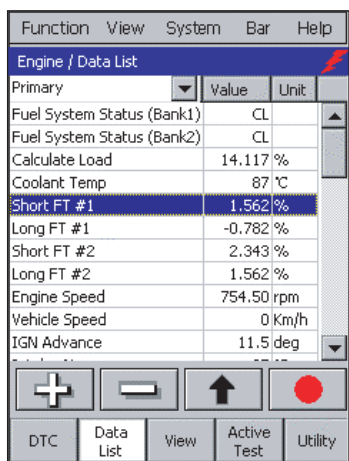 Function View System Bar Help
Engine / Data List
Primary Value Unit
Fuel System Status (Bank1) CL
Fuel System Status (Bank2) CL
Calculate Load 14.117 %
Coolant Temp 87 ℃
Short FT #1 1.562 %
Long FT #1 -0.782 %
Short FT #2 2.343 %
Long FT #2 1.562 %
Engine Speed 754.50 rpm
Vehicle Speed 0 Km/h
IGN Advance 11.5 deg
DTC Data List View Active Test Utility